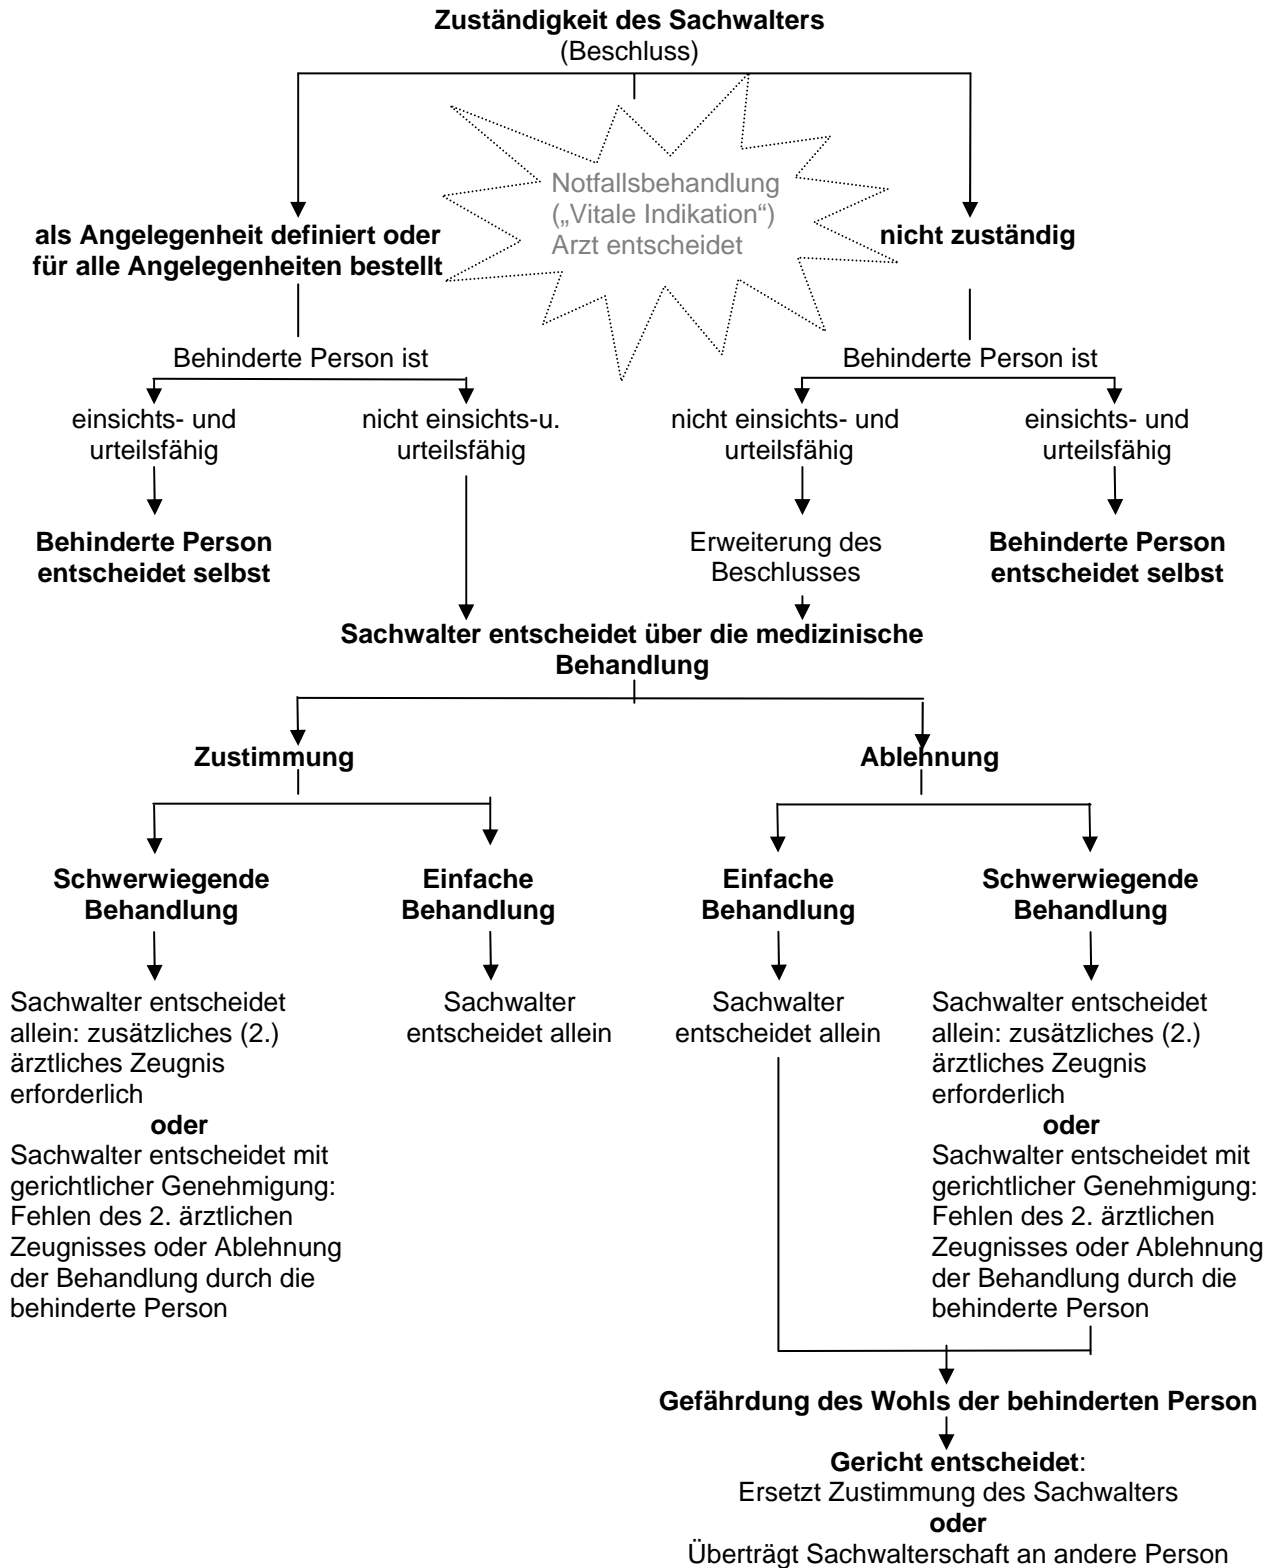 Zuständigkeit des Sachwalters
(Beschluss)
Notfallsbehandlung
(„Vitale Indikation“)
Arzt entscheidet
als Angelegenheit definiert oder
für alle Angelegenheiten bestellt
nicht zuständig
Behinderte Person ist
Behinderte Person ist
einsichts- und
urteilsfähig
nicht einsichts-u.
urteilsfähig
nicht einsichts- und
urteilsfähig
einsichts- und
urteilsfähig
Behinderte Person
entscheidet selbst
Erweiterung des
Beschlusses
Behinderte Person
entscheidet selbst
Sachwalter entscheidet über die medizinische
Behandlung
Zustimmung
Ablehnung
Schwerwiegende
Behandlung
Einfache
Behandlung
Einfache
Behandlung
Schwerwiegende
Behandlung
Sachwalter entscheidet
allein: zusätzliches (2.)
ärztliches Zeugnis
erforderlich
oder
Sachwalter entscheidet mit
gerichtlicher Genehmigung:
Fehlen des 2. ärztlichen
Zeugnisses oder Ablehnung
der Behandlung durch die
behinderte Person
Sachwalter
entscheidet allein
Sachwalter
entscheidet allein
Sachwalter entscheidet
allein: zusätzliches (2.)
ärztliches Zeugnis
erforderlich
oder
Sachwalter entscheidet mit
gerichtlicher Genehmigung:
Fehlen des 2. ärztlichen
Zeugnisses oder Ablehnung
der Behandlung durch die
behinderte Person
Gefährdung des Wohls der behinderten Person
Gericht entscheidet:
Ersetzt Zustimmung des Sachwalters
oder
Überträgt Sachwalterschaft an andere Person